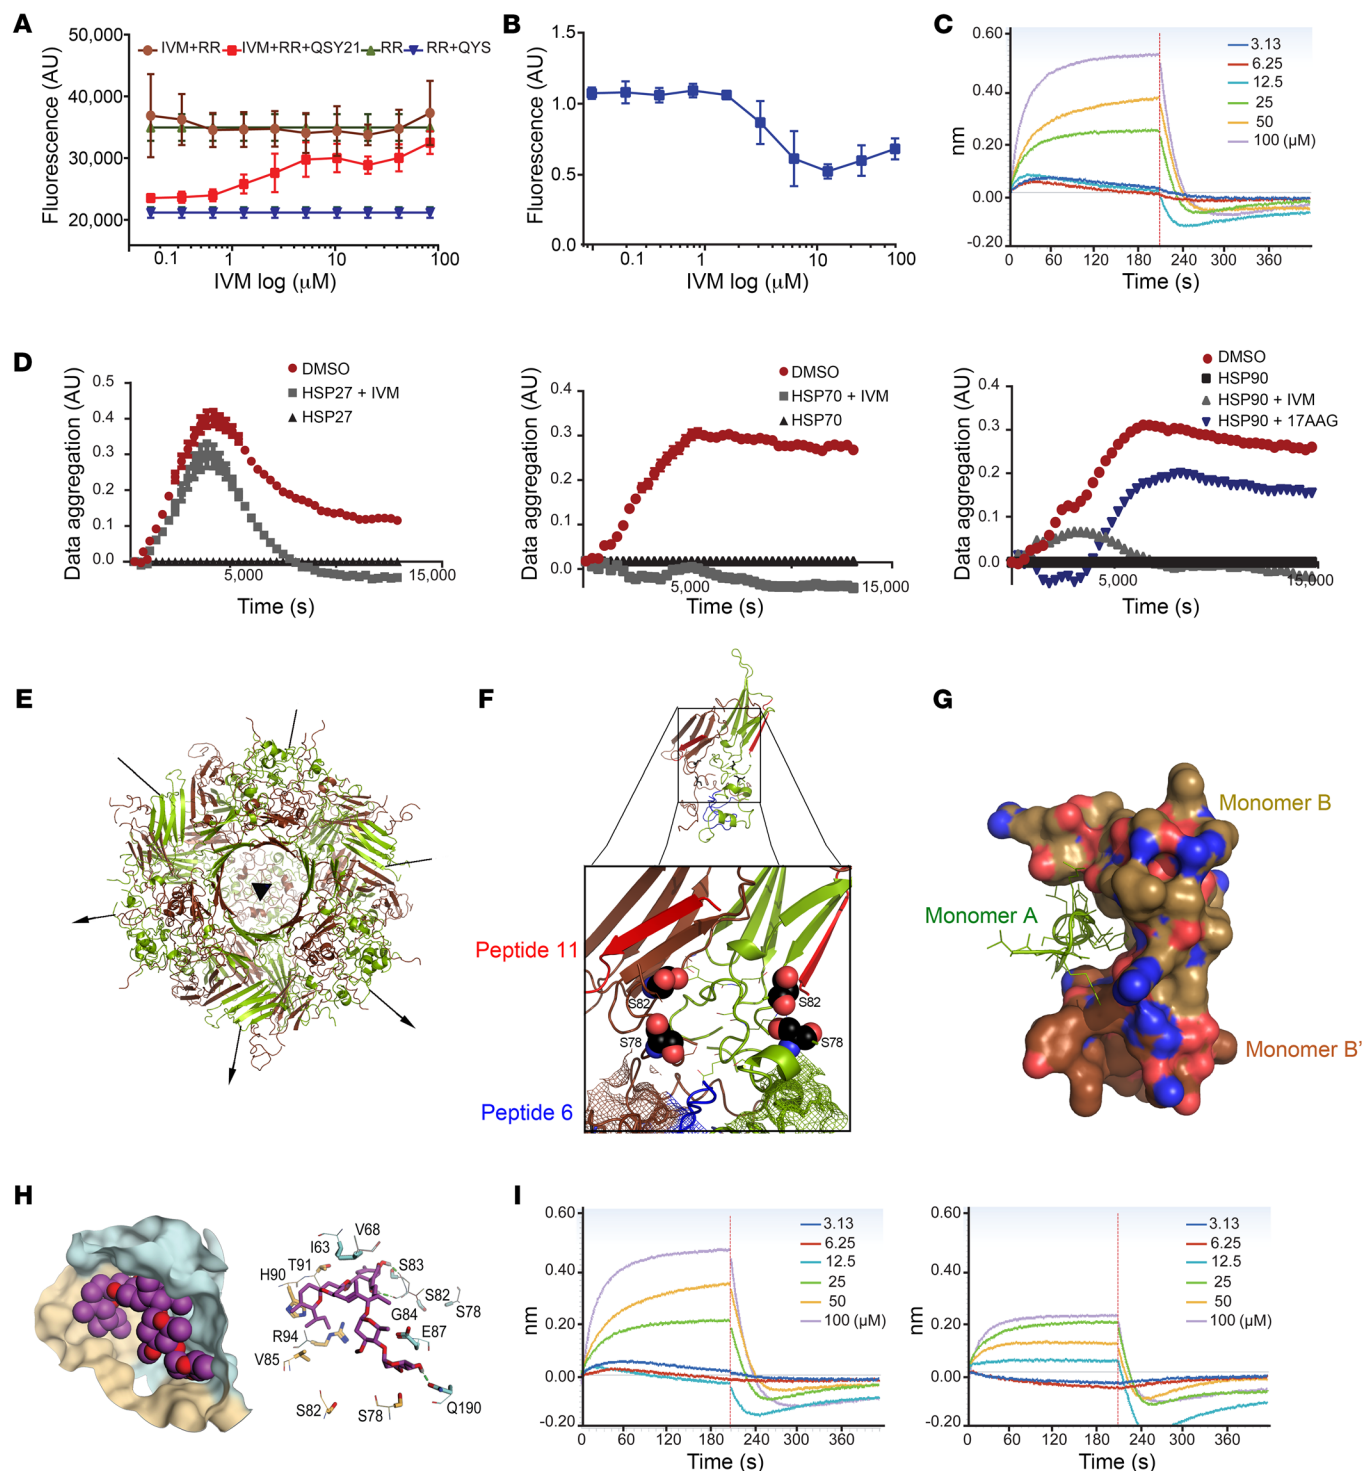 A
50,000
40,000
30,000
20,000
Fluorescence (AU)
IVM+RR IVM+RR+QSY21 RR RR+QYS
0.1 1 10 100
IVM log (μM)
B
1.5
1.0
0.5
0.0
Fluorescence (AU)
0.1 1 10 100
IVM log (μM)
C
0.60
0.40
0.20
0.00
-0.20
nm
3.13
6.25
12.5
25
50
100 (μM)
0 60 120 180 240 300 360
Time (s)
D
DMSO
HSP27 + IVM
HSP27
0.5
0.4
0.3
0.2
0.1
0.0
Data aggregation (AU)
5,000 15,000
Time (s)
DMSO
HSP70 + IVM
HSP70
0.4
0.3
0.2
0.1
0.0
Data aggregation (AU)
5,000 15,000
Time (s)
DMSO
HSP90
HSP90 + IVM
HSP90 + 17AAG
0.4
0.3
0.2
0.1
0.0
Data aggregation (AU)
5,000 15,000
Time (s)
E
F
Peptide 11
S82
S82
S78
S78
Peptide 6
G
Monomer B
Monomer A
Monomer B’
H
V68
I63
T91
S83
H90
S82
S78
G84
R94
E87
V85
S82
S78
Q190
I
0.60
0.40
0.20
0.00
-0.20
nm
3.13
6.25
12.5
25
50
100 (μM)
0 60 120 180 240 300 360
Time (s)
0.60
0.40
0.20
0.00
-0.20
nm
3.13
6.25
12.5
25
50
100 (μM)
0 60 120 180 240 300 360
Time (s)